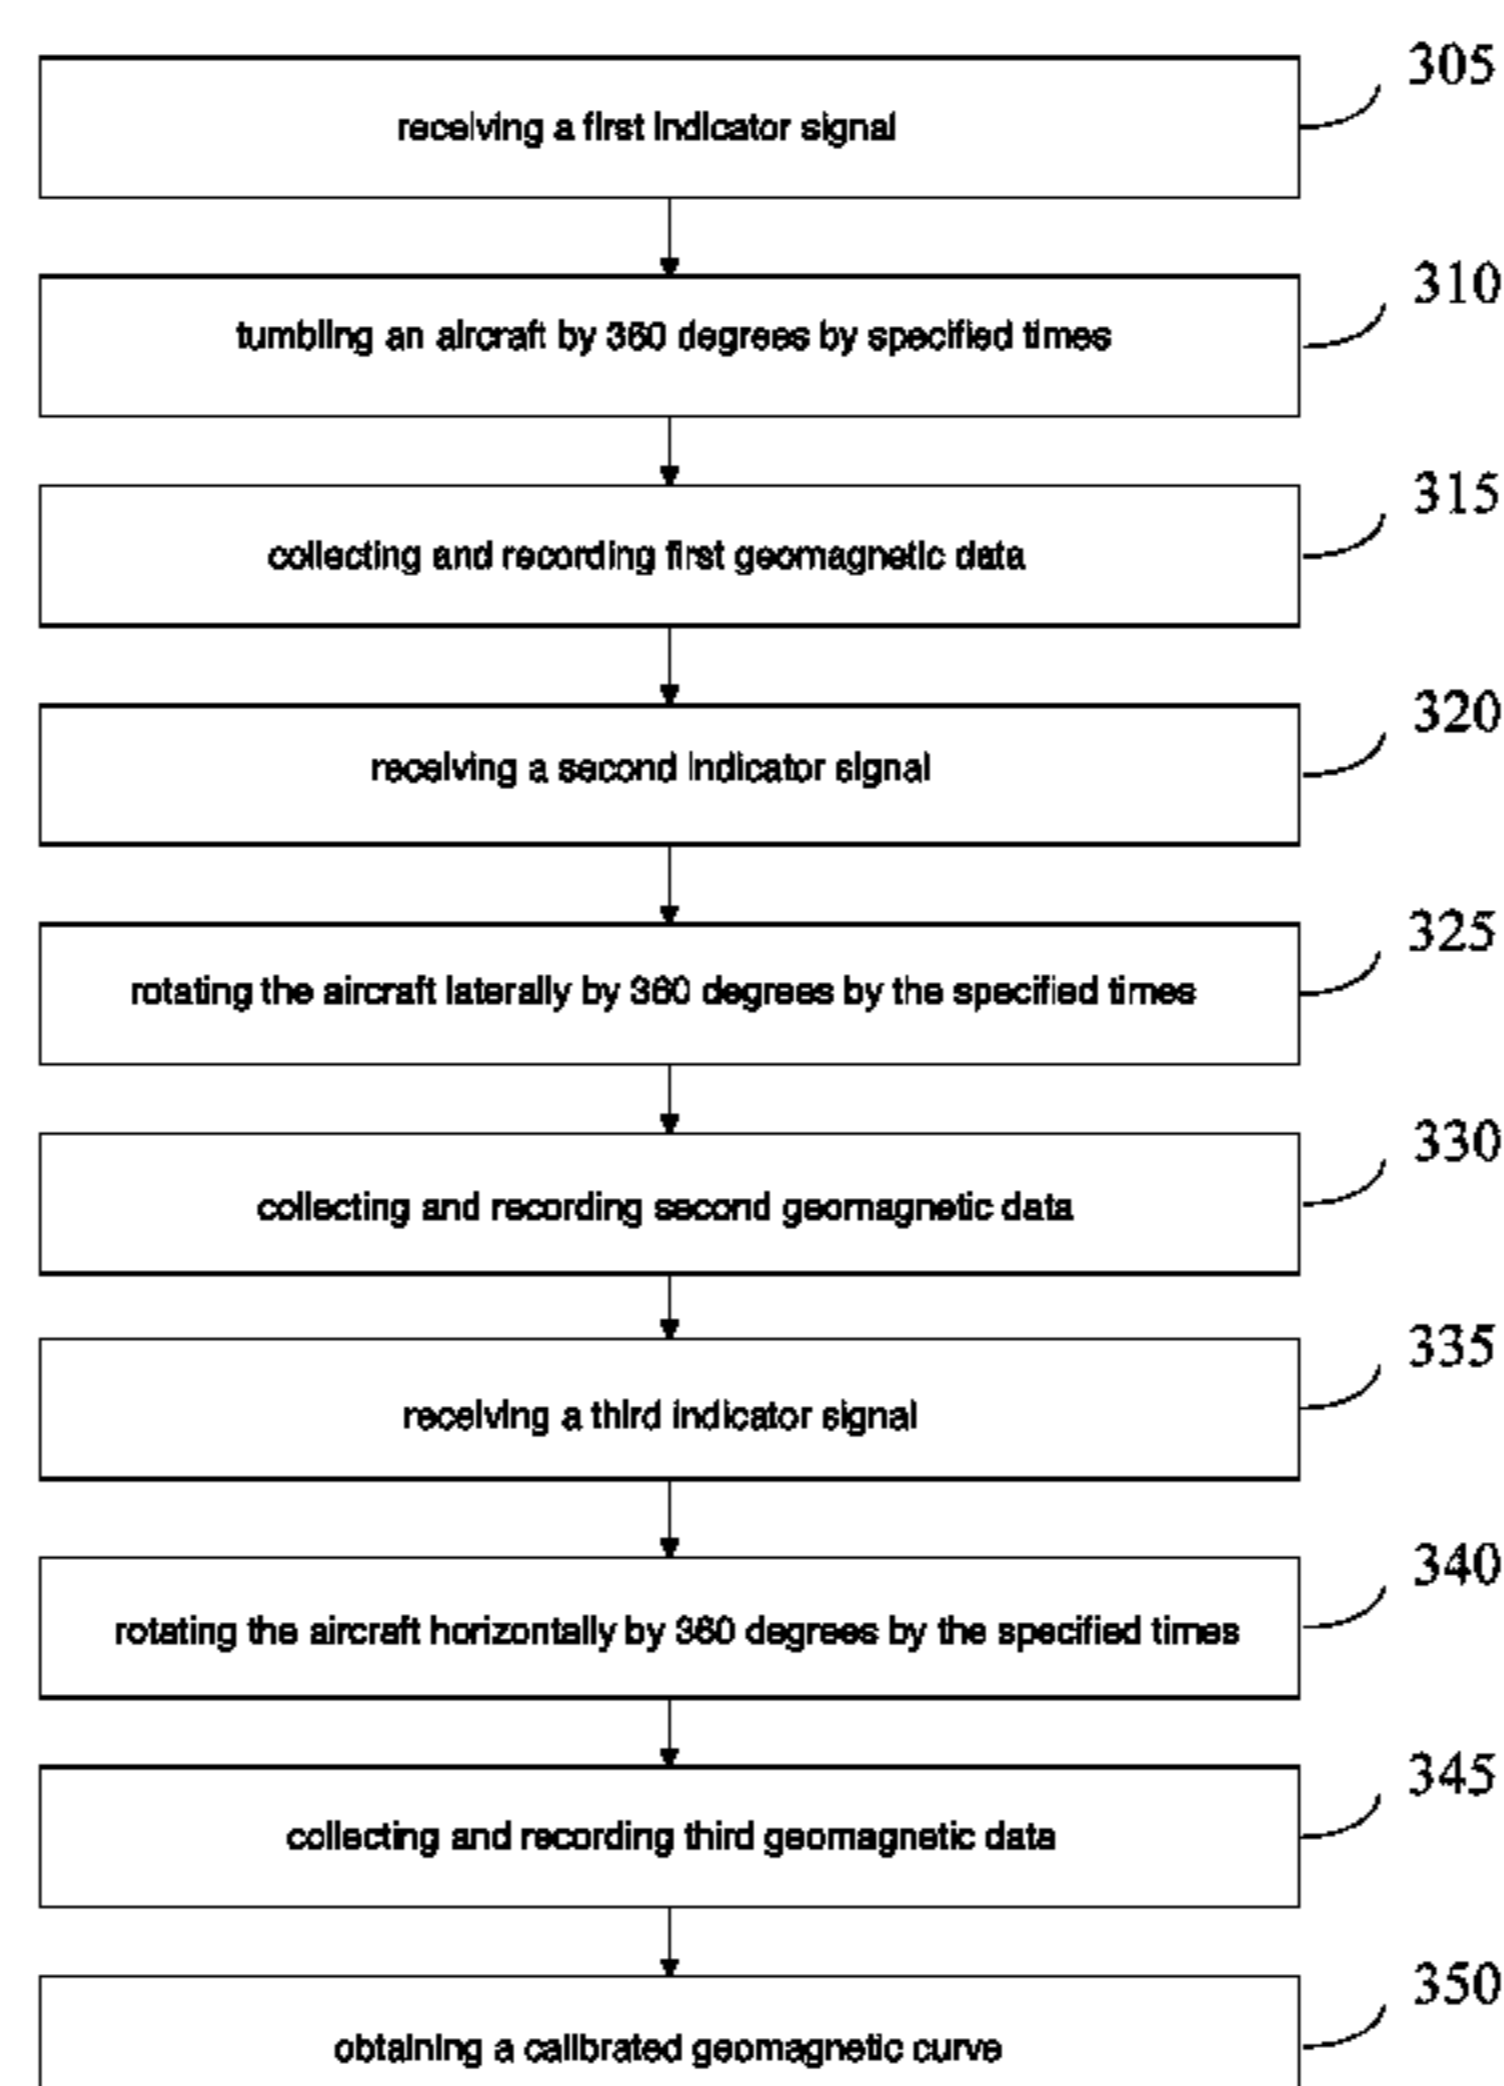 receiving a first indicator signal
305
tumbling an aircraft by 360 degrees by specified times
310
collecting and recording first geomagnetic data
315
receiving a second indicator signal
320
rotating the aircraft laterally by 360 degrees by the specified times
325
collecting and recording second geomagnetic data
330
receiving a third indicator signal
335
rotating the aircraft horizontally by 360 degrees by the specified times
340
collecting and recording third geomagnetic data
345
obtaining a calibrated geomagnetic curve
350